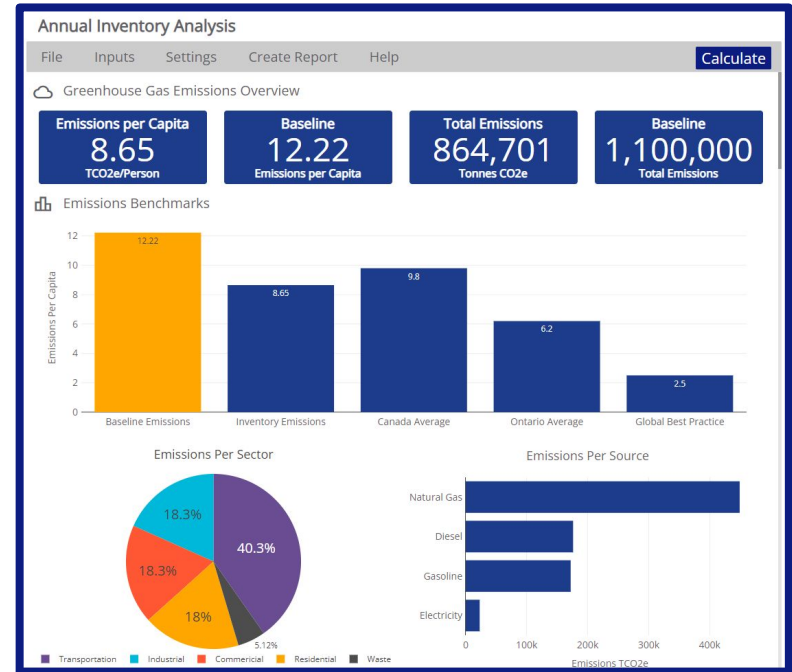 Annual Inventory Analysis
File Inputs Settings Create Report Help Calculate
Greenhouse Gas Emissions Overview
Emissions per Capita
8.65
TCO2e/Person
Baseline
12.22
Emissions per Capita
Total Emissions
864,701
Tonnes CO2e
Baseline
1,100,000
Total Emissions
Emissions Benchmarks
Emissions Per Capita
12
10
8
6
4
2
0
12.22
8.65
9.8
6.2
2.5
Baseline Emissions Inventory Emissions Canada Average Ontario Average Global Best Practice
Emissions Per Sector
18.3%
40.3%
18.3%
18%
5.12%
Transportation Industrial Commericial Residential Waste
Emissions Per Source
Natural Gas
Diesel
Gasoline
Electricity
0 100k 200k 300k 400k
Emissions TCO2e